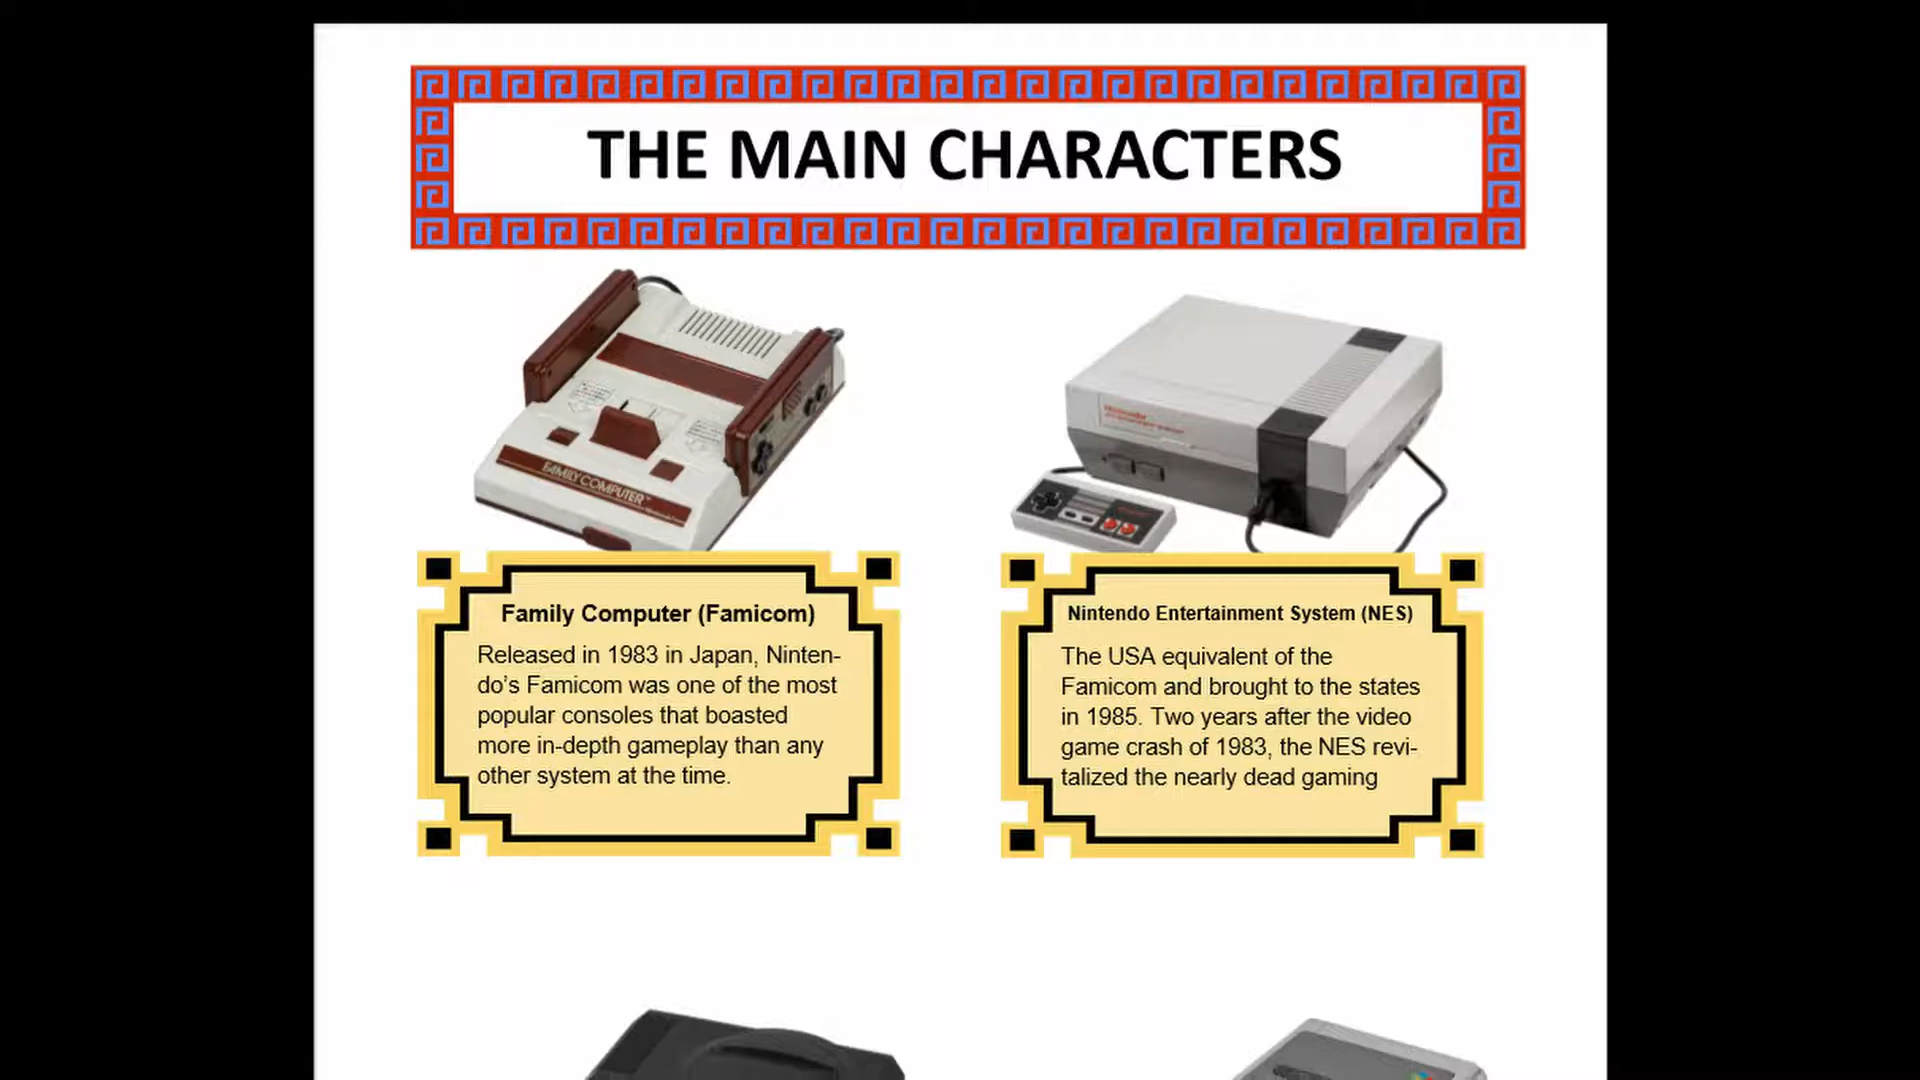 THE MAIN CHARACTERS
FAMILY COMPUTER
Nintendo
Family Computer (Famicom)
Released in 1983 in Japan, Ninten-
do’s Famicom was one of the most
popular consoles that boasted
more in-depth gameplay than any
other system at the time.
Nintendo Entertainment System (NES)
The USA equivalent of the
Famicom and brought to the states
in 1985. Two years after the video
game crash of 1983, the NES revi-
talized the nearly dead gaming